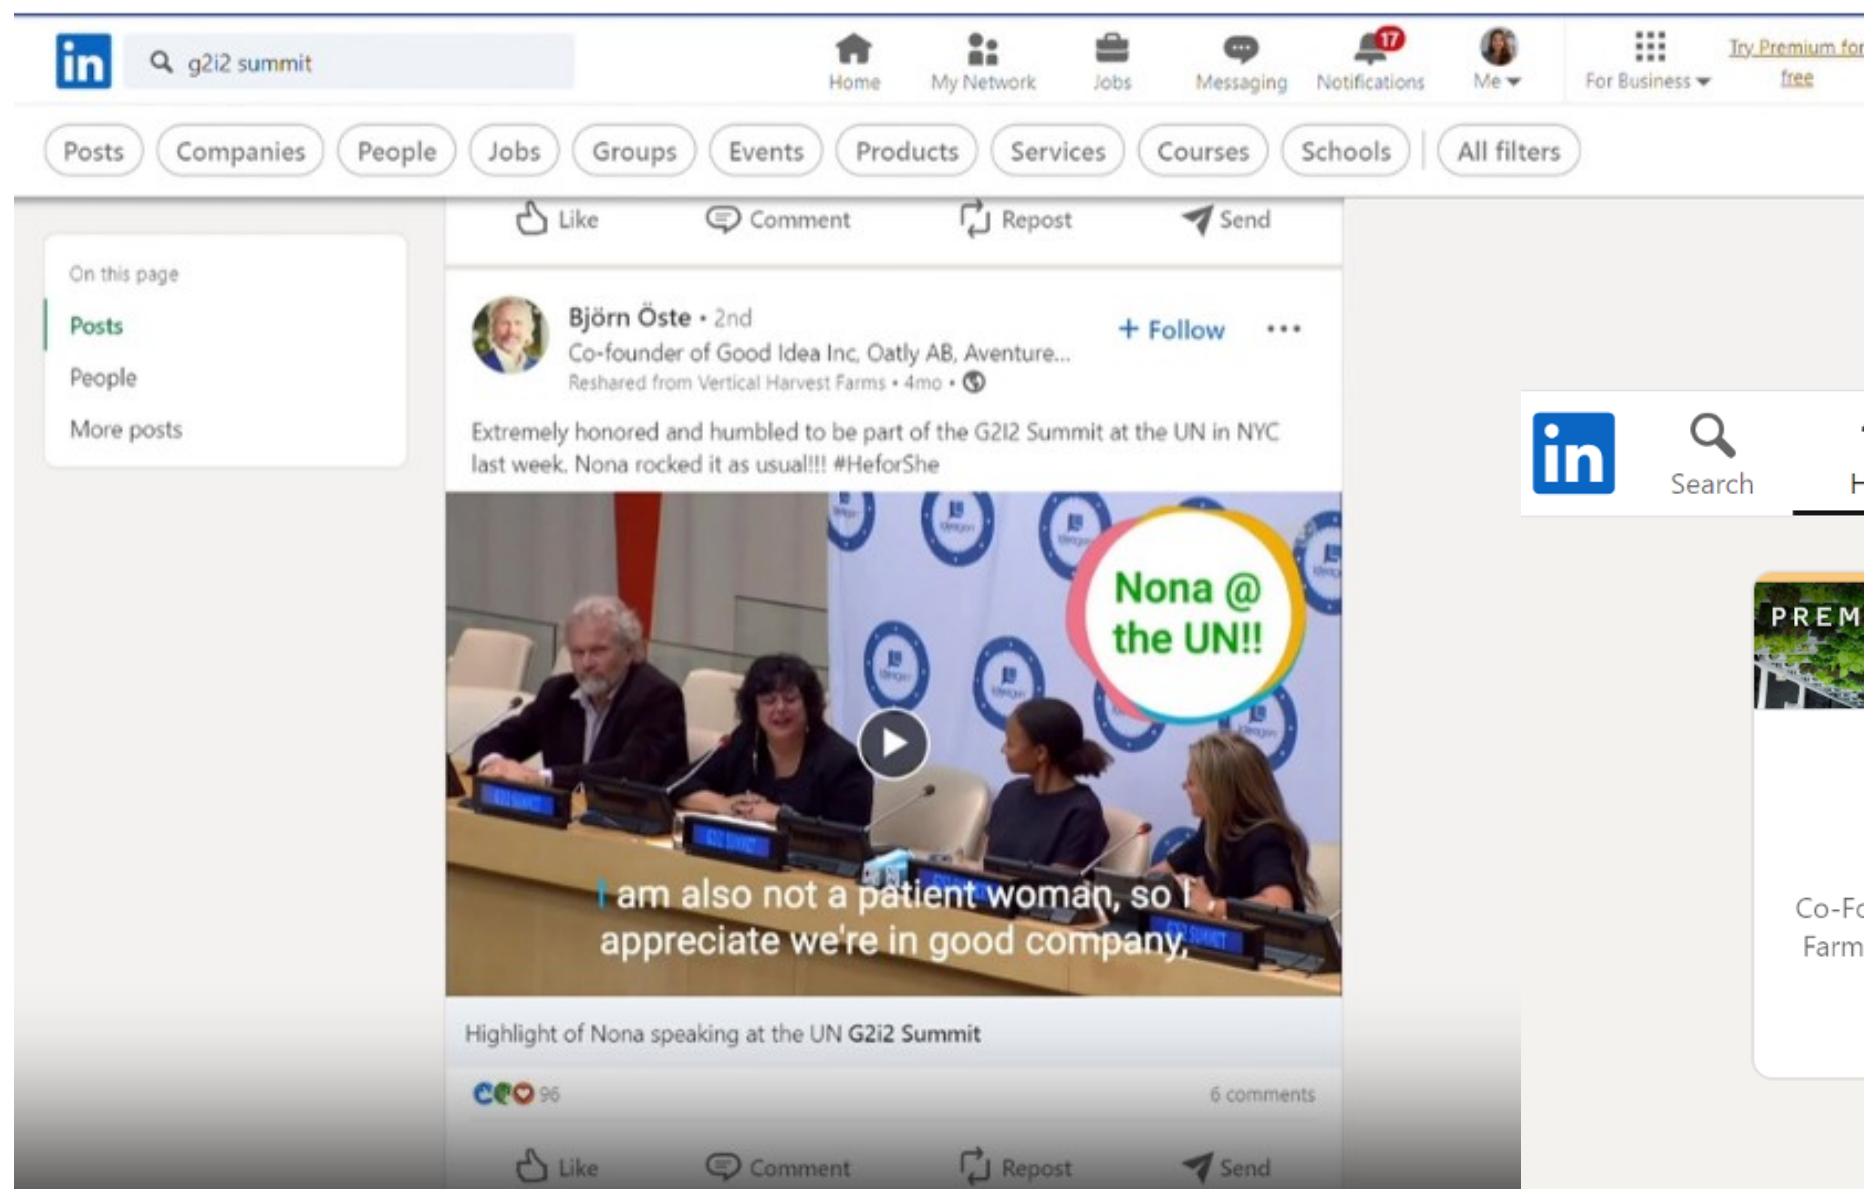 in
g2i2 summit
Home
My Network
Jobs
Messaging
17
Notifications
Me
For Business
Try Premium for
free
Posts
Companies
People
Jobs
Groups
Events
Products
Services
Courses
Schools
All filters
Like
Comment
Repost
Send
On this page
Posts
People
More posts
Björn Öste • 2nd
Co-founder of Good Idea Inc, Oatly AB, Aventure...
Reshared from Vertical Harvest Farms • 4mo •
+ Follow
Extremely honored and humbled to be part of the G2I2 Summit at the UN in NYC
last week. Nona rocked it as usual!!! #HeforShe
Nona @
the UN!!
G2I2 SUMMIT
G2I2 SUMMIT
I am also not a patient woman, so I
appreciate we're in good company,
Highlight of Nona speaking at the UN G2i2 Summit
96
6 comments
Like
Comment
Repost
Send
in
Search
H
PREM
Co-Fo
Farm